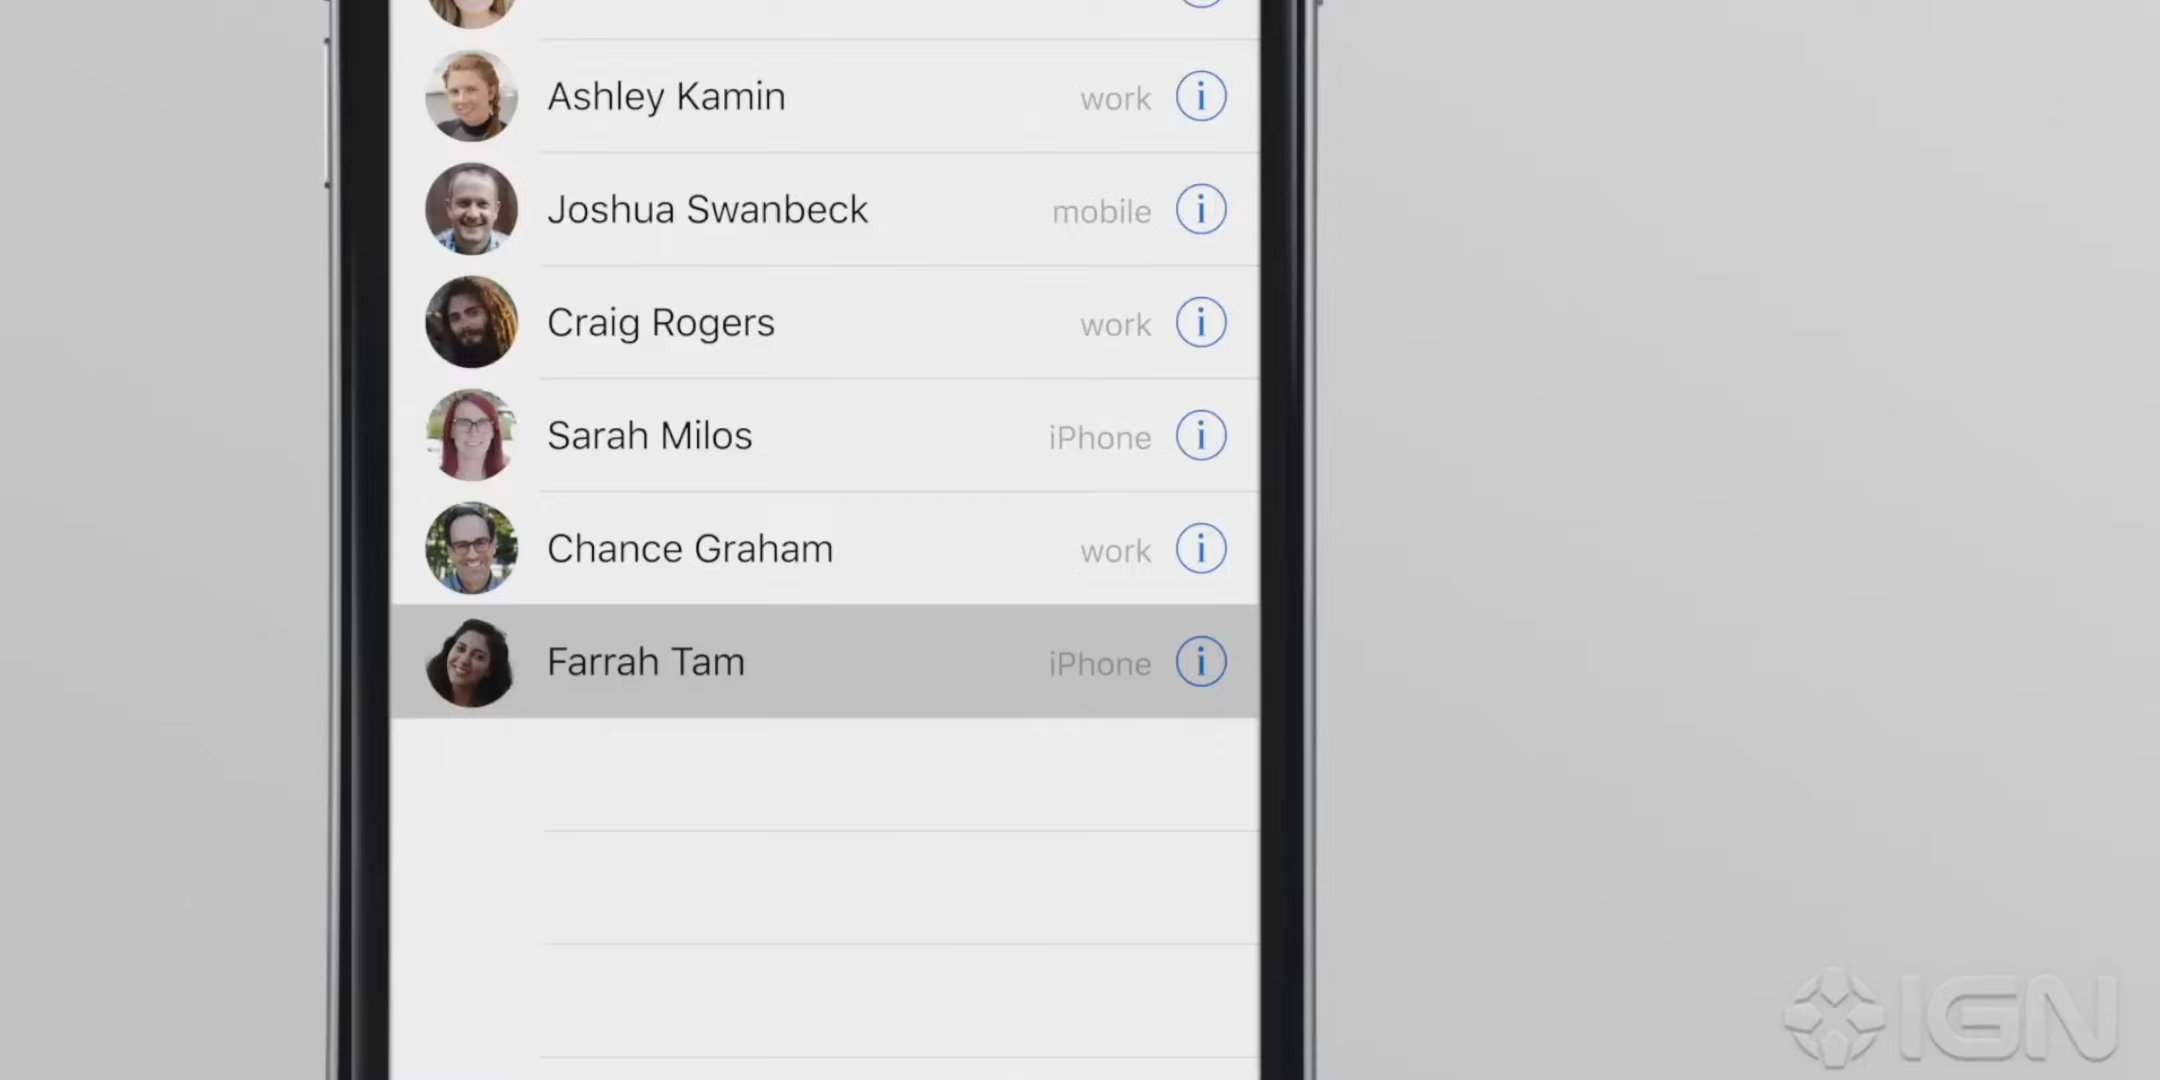 Ashley Kamin work i
Joshua Swanbeck mobile i
Craig Rogers work i
Sarah Milos iPhone i
Chance Graham work i
Farrah Tam iPhone i
IGN